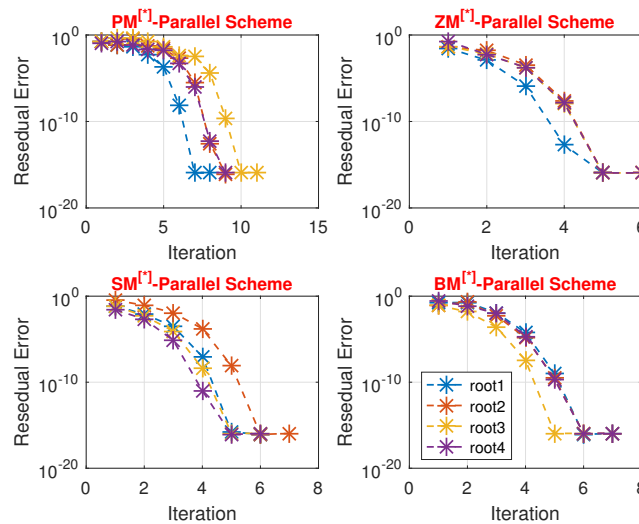 PM[*]-Parallel Scheme
ZM[*]-Parallel Scheme
10^0
10^-10
10^-20
Resedual Error
0 5 10 15
Iteration
10^0
10^-10
10^-20
Resedual Error
0 2 4 6
Iteration
SM[*]-Parallel Scheme
BM[*]-Parallel Scheme
10^0
10^-10
10^-20
Resedual Error
0 2 4 6 8
Iteration
10^0
10^-10
10^-20
Resedual Error
root1
root2
root3
root4
0 2 4 6 8
Iteration